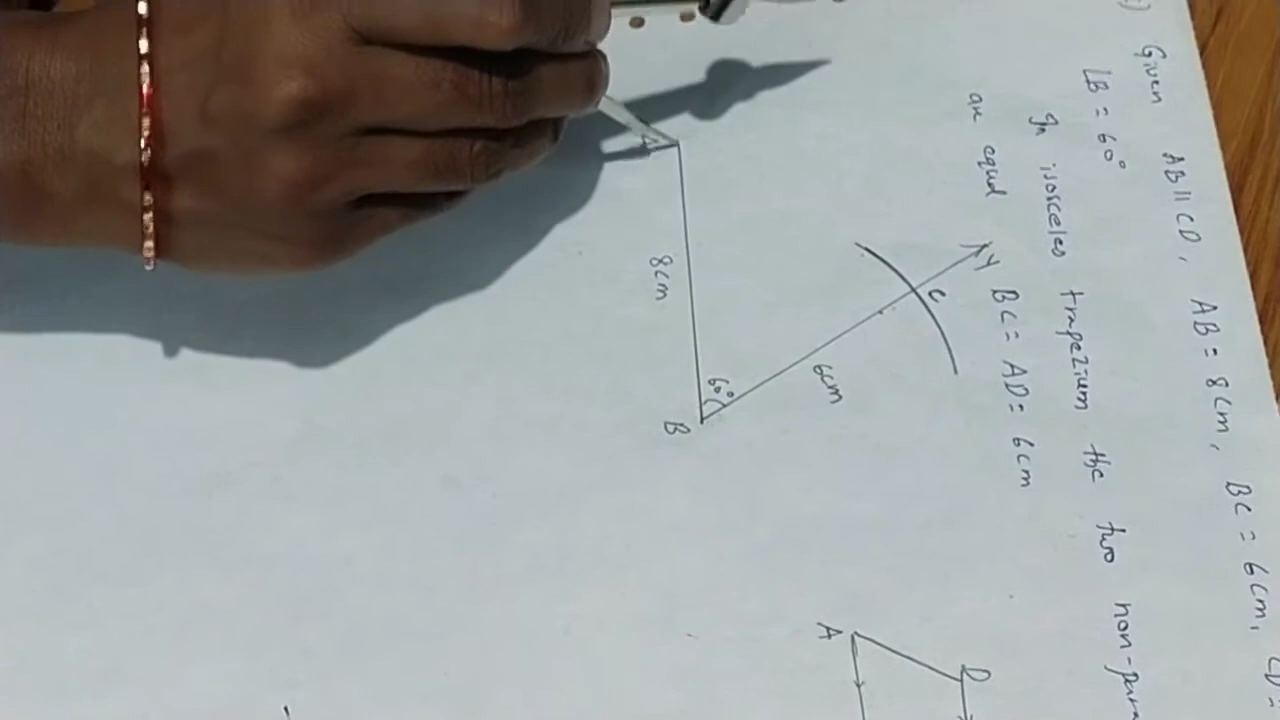 Given AB || CD, AB = 8cm, BC = 6cm,
∠B = 60°
In isosceles trapezium the two non-para
are equal BC = AD = 6cm
Y
C
6cm
60°
8cm
B
A
A
D